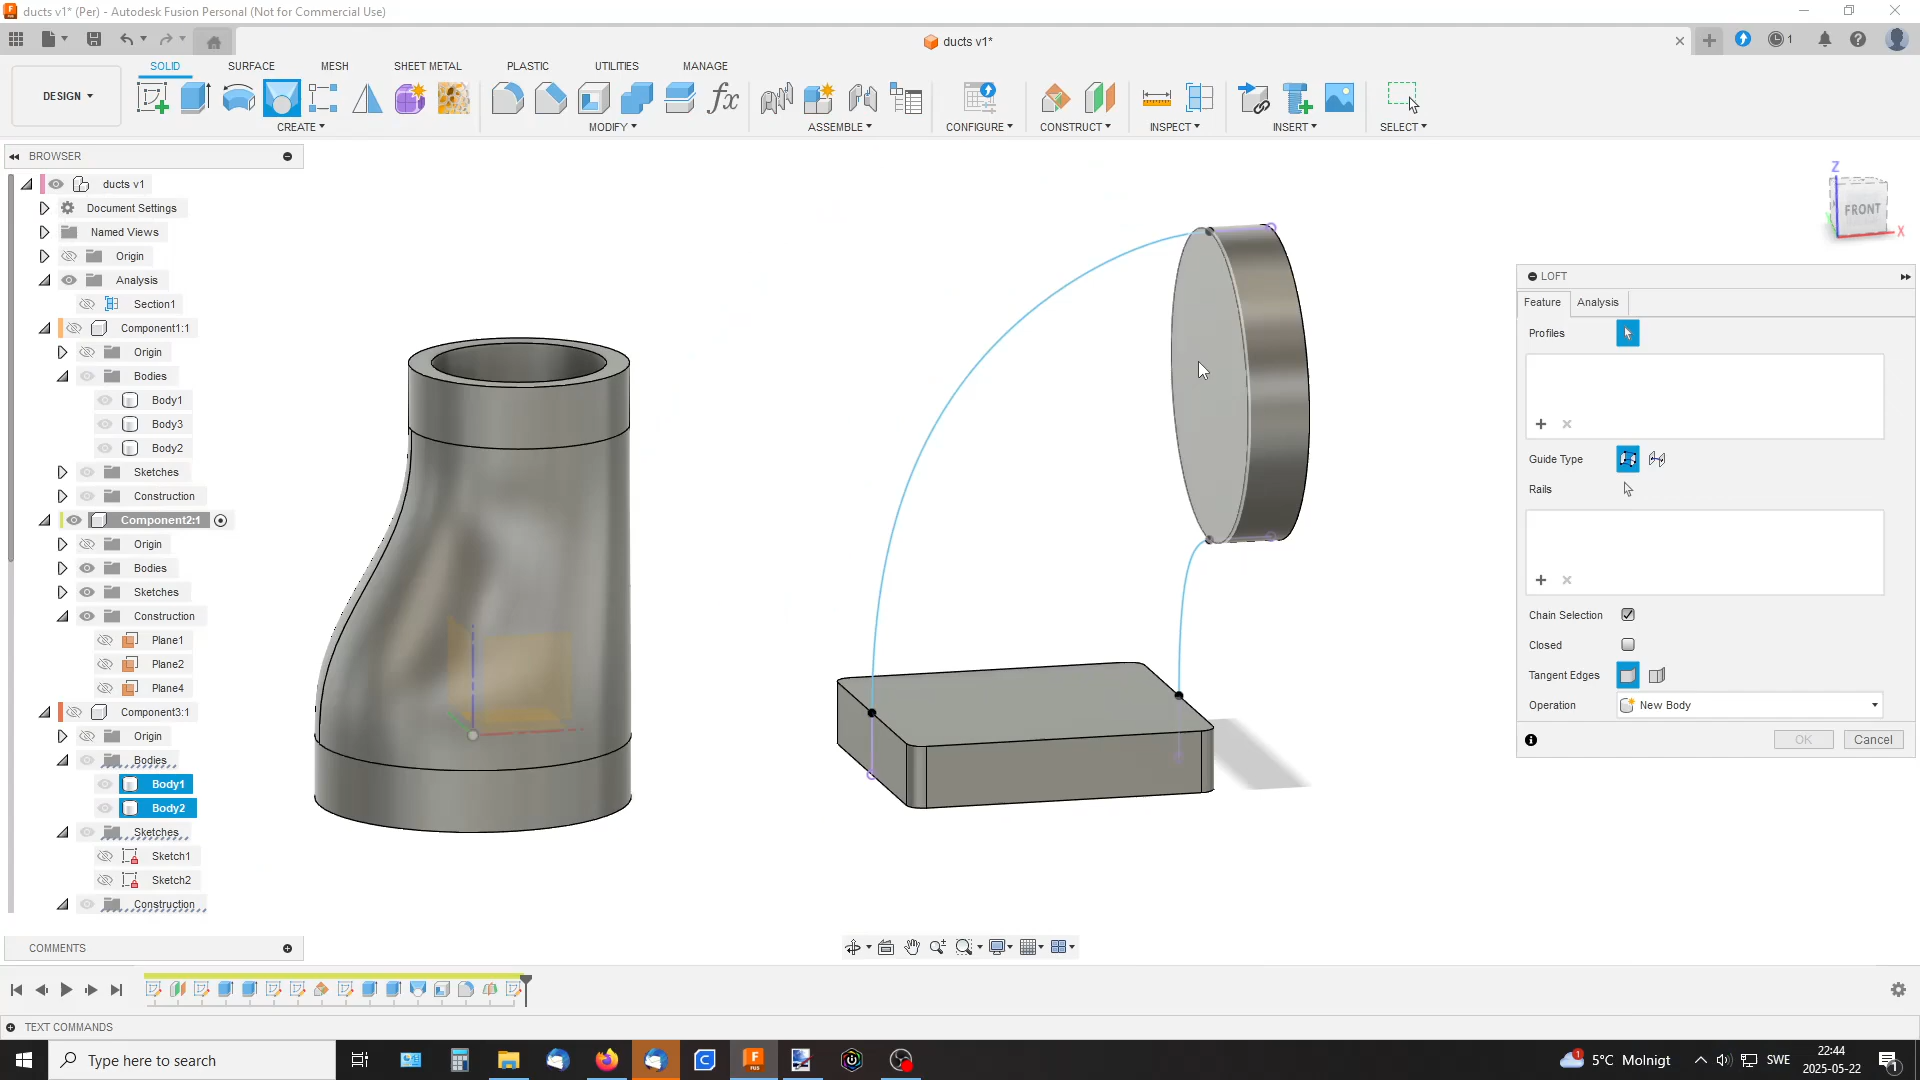 ducts v1* (Per) - Autodesk Fusion Personal (Not for Commercial Use)
ducts v1*
1
DESIGN
SOLID
SURFACE
MESH
SHEET METAL
PLASTIC
UTILITIES
MANAGE
CREATE
MODIFY
ASSEMBLE
CONFIGURE
CONSTRUCT
INSPECT
INSERT
SELECT
BROWSER
ducts v1
Document Settings
Named Views
Origin
Analysis
Section1
Component1:1
Origin
Bodies
Body1
Body3
Body2
Sketches
Construction
Component2:1
Origin
Bodies
Sketches
Construction
Plane1
Plane2
Plane4
Component3:1
Origin
Bodies
Body1
Body2
Sketches
Sketch1
Sketch2
Construction
Z
FRONT
X
LOFT
Feature
Analysis
Profiles
Guide Type
Rails
Chain Selection
Closed
Tangent Edges
Operation
New Body
OK
Cancel
COMMENTS
TEXT COMMANDS
Type here to search
1
5°C Molnigt
SWE
22:44
2025-05-22
1